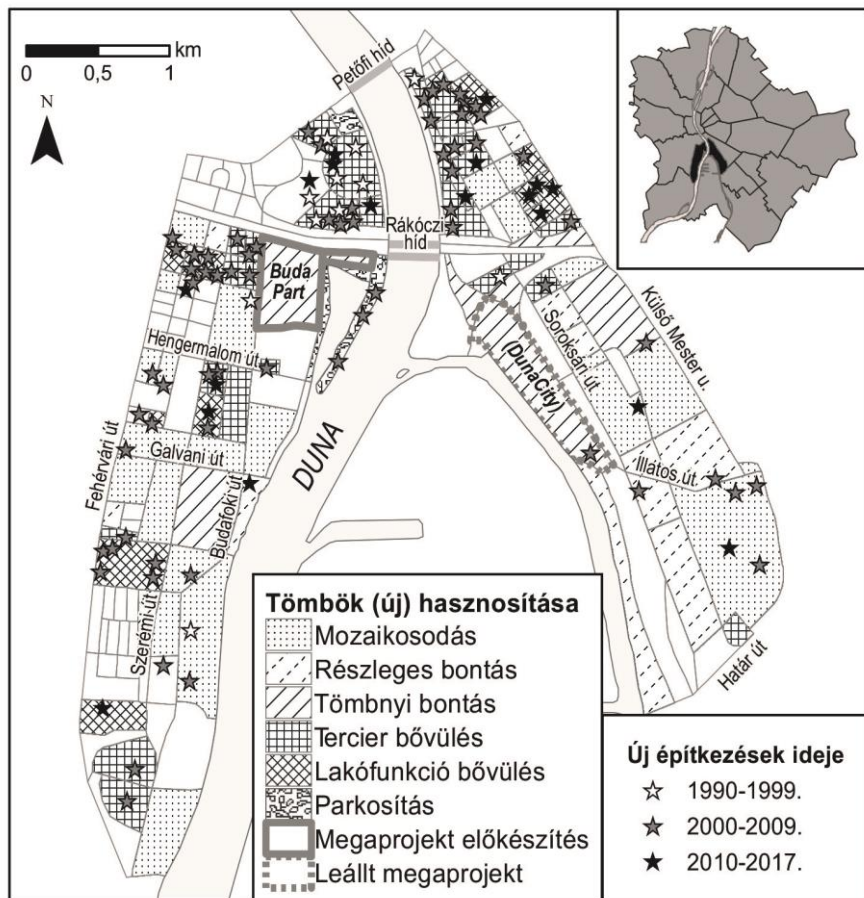 km
0
0,5
1
N
Petőfi híd
Rákóczi
híd
Buda
Part
Hengermalom út
Galvani út
Fehérvári út
Budafoki út
Szerémi út
DUNA
(DunaCity)
Soroksári út
Külső Mester u.
Illatos út
Határ út
Tömbök (új) hasznosítása
Mozaikosodás
Részleges bontás
Tömbnyi bontás
Tercier bővülés
Lakófunkció bővülés
Parkosítás
Megaprojekt előkészítés
Leállt megaprojekt
Új építkezések ideje
1990-1999.
2000-2009.
2010-2017.